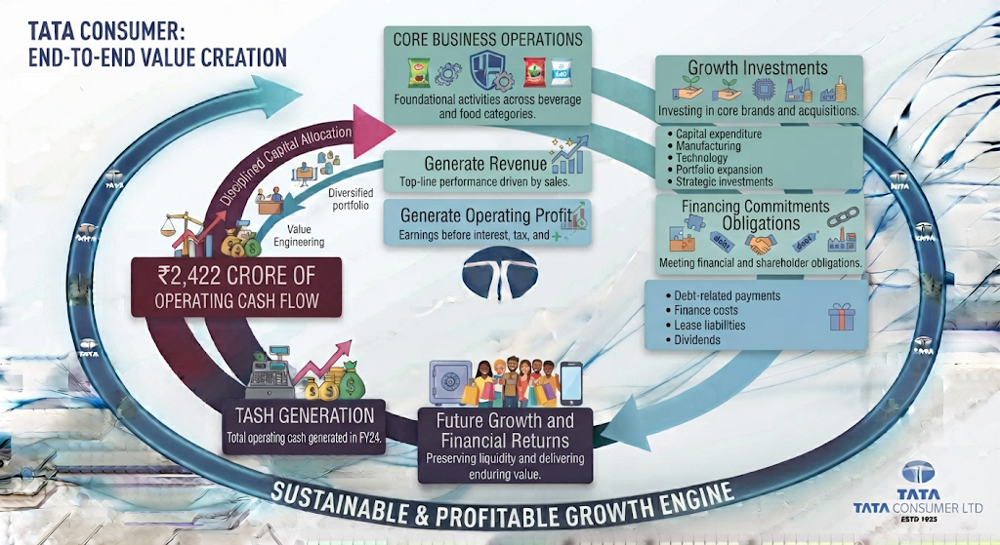 TATA CONSUMER:
END-TO-END VALUE CREATION
CORE BUSINESS OPERATIONS
Foundational activities across beverage
and food categories.
Generate Revenue
Top-line performance driven by sales.
Generate Operating Profit
Earnings before interest, tax, and +
Growth Investments
Investing in core brands and acquisitions.
• Capital expenditure
• Manufacturing
• Technology
• Portfolio expansion
• Strategic investments
Financing Commitments
Obligations
debt
debt
Meeting financial and shareholder obligations.
• Debt-related payments
• Finance costs
• Lease liabilities
• Dividends
Disciplined Capital Allocation
Diversified
portfolio
Value
Engineering
₹2,422 CRORE OF
OPERATING CASH FLOW
TASH GENERATION
Total operating cash generated in FY24.
Future Growth and
Financial Returns
Preserving liquidity and delivering
enduring value.
SUSTAINABLE & PROFITABLE GROWTH ENGINE
TATA
TATA CONSUMER LTD
ESTD 1925